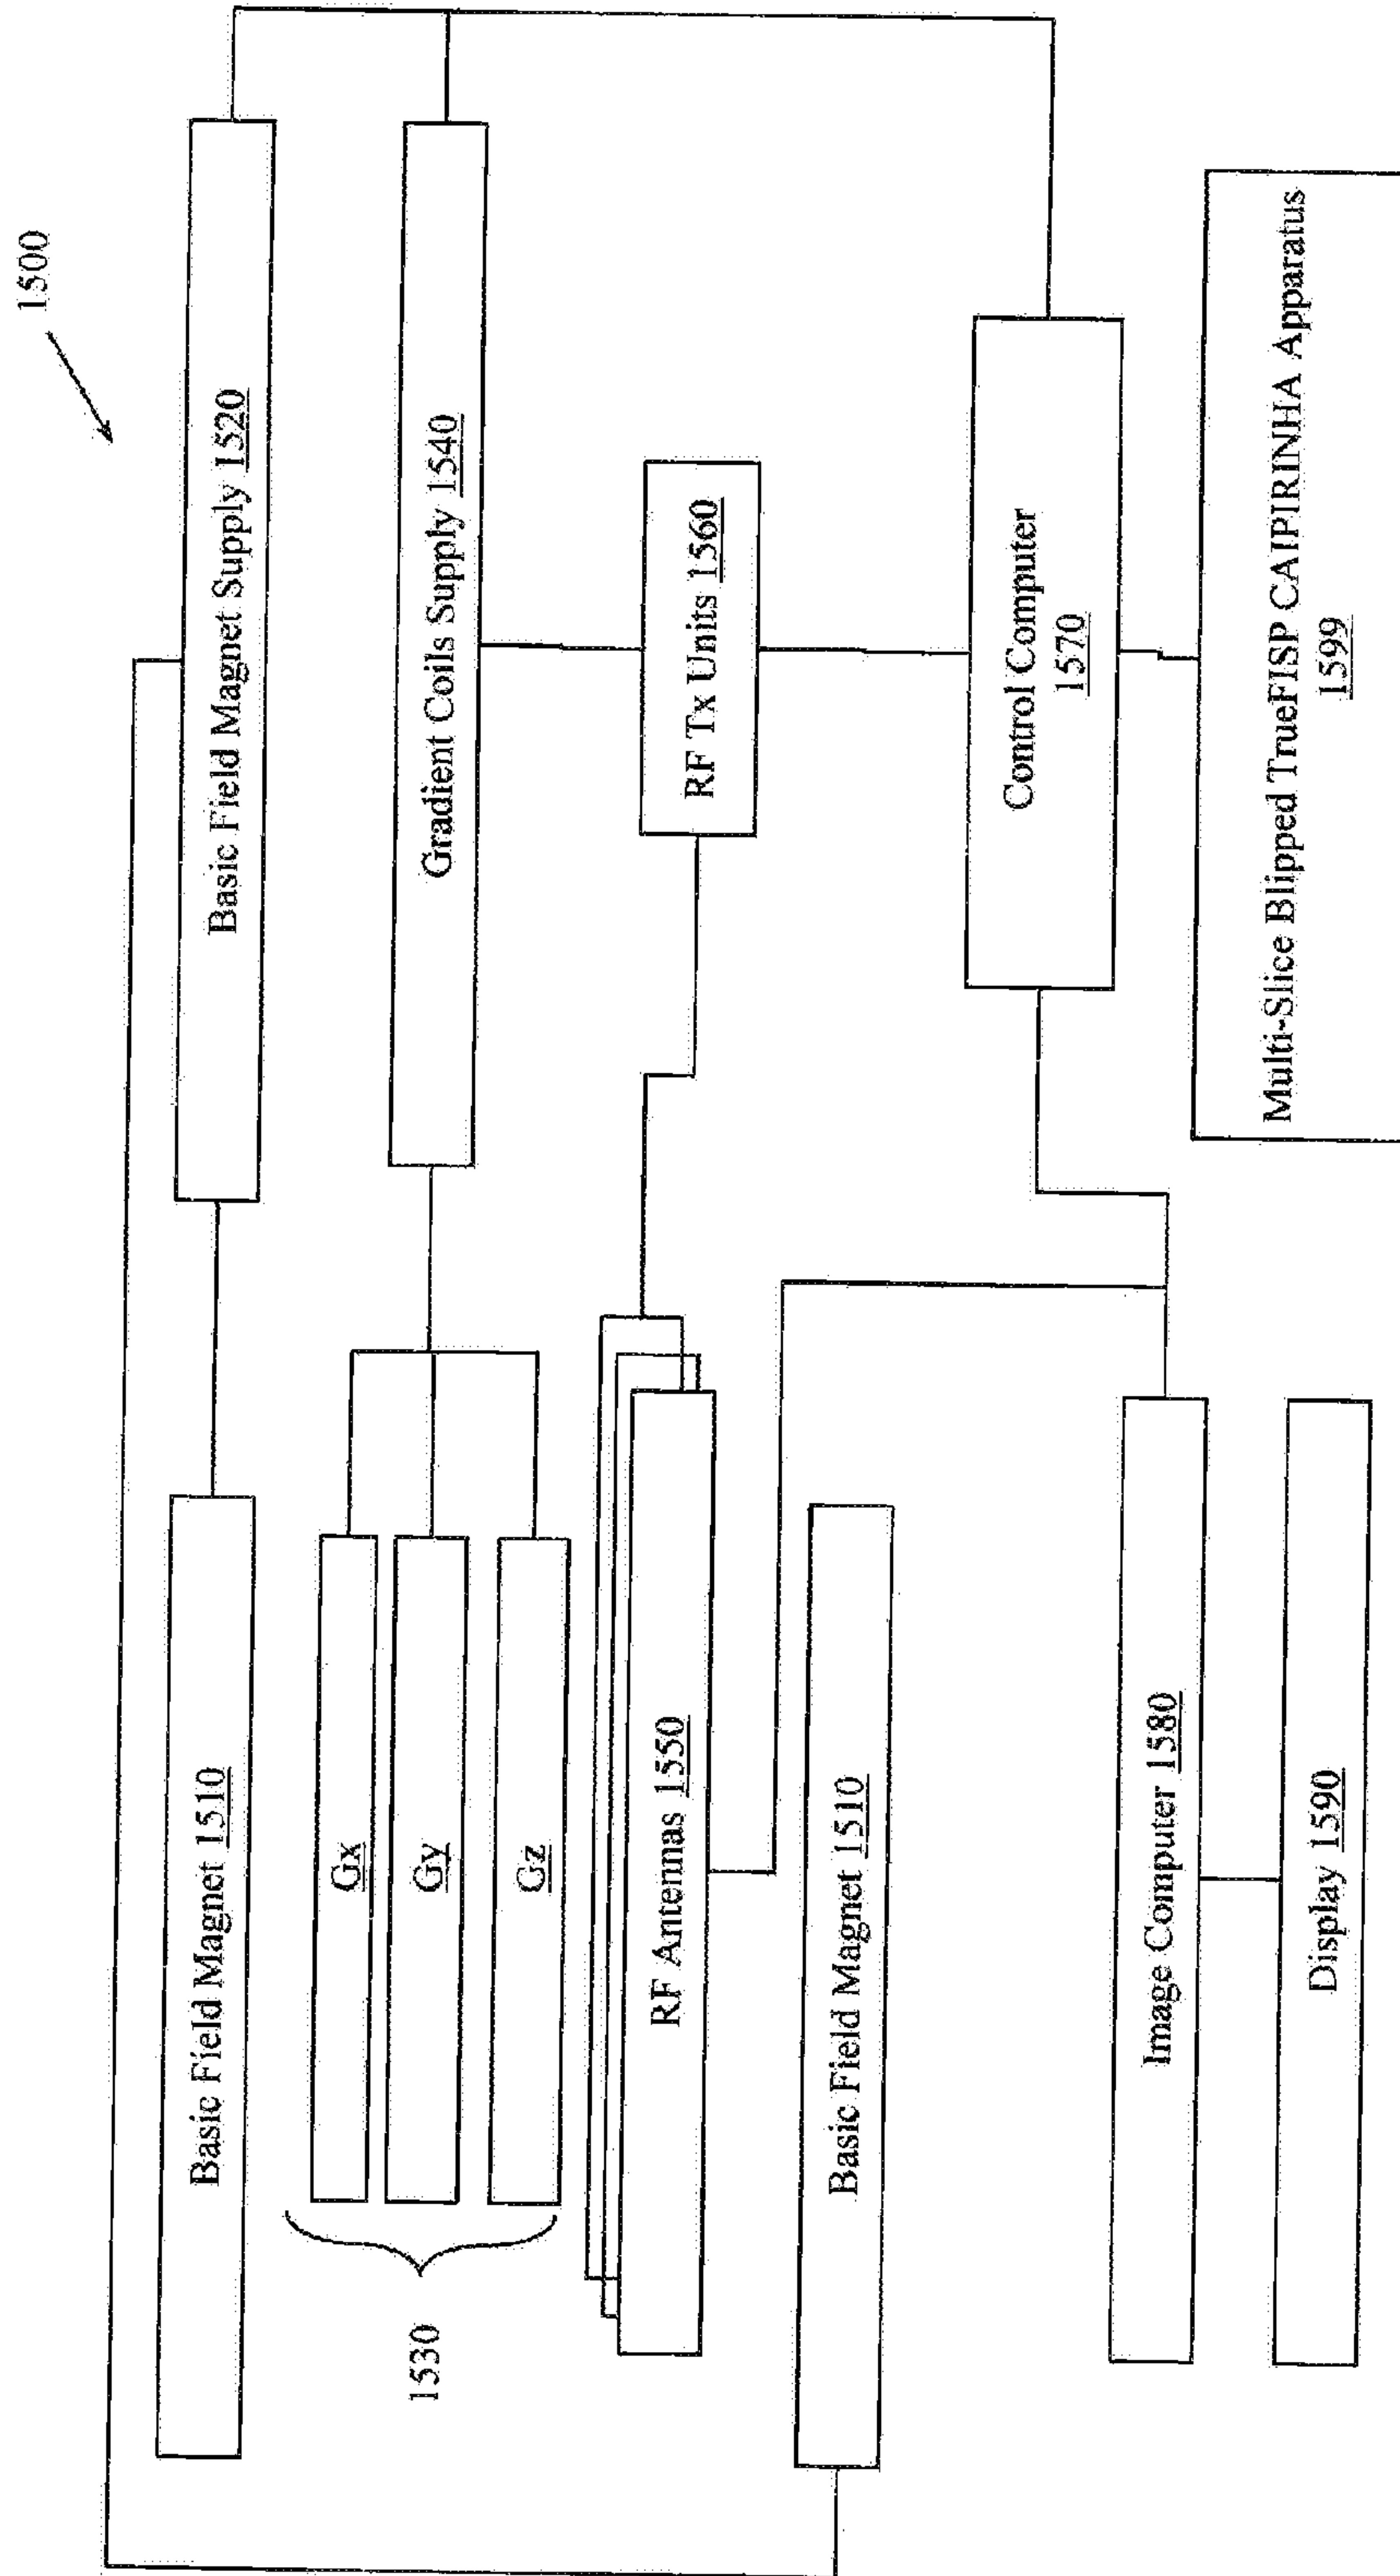 1500
Basic Field Magnet 1510
Basic Field Magnet Supply 1520
Gx
Gy
Gz
1530
Gradient Coils Supply 1540
RF Antennas 1550
RF Tx Units 1560
Basic Field Magnet 1510
Control Computer
1570
Image Computer 1580
Display 1590
Multi-Slice Blipped TrueFISP CAIPIRINHA Apparatus
1599